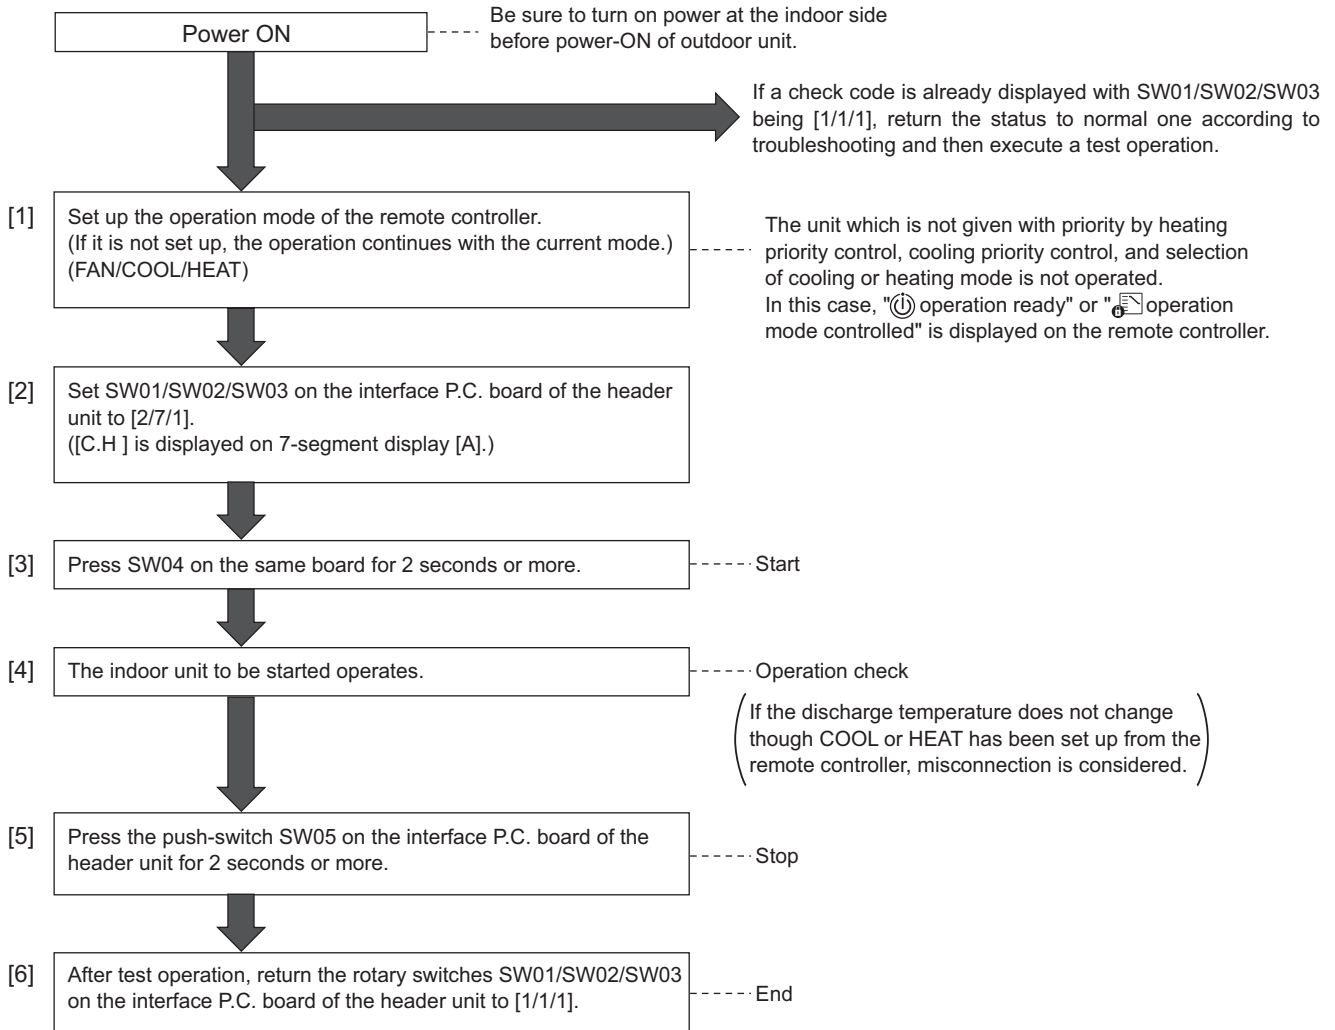 Power ON
Be sure to turn on power at the indoor side
before power-ON of outdoor unit.
If a check code is already displayed with SW01/SW02/SW03
being [1/1/1], return the status to normal one according to
troubleshooting and then execute a test operation.
[1]
Set up the operation mode of the remote controller.
(If it is not set up, the operation continues with the current mode.)
(FAN/COOL/HEAT)
The unit which is not given with priority by heating
priority control, cooling priority control, and selection
of cooling or heating mode is not operated.
In this case, " operation ready" or " operation
mode controlled" is displayed on the remote controller.
[2]
Set SW01/SW02/SW03 on the interface P.C. board of the header
unit to [2/7/1].
([C.H ] is displayed on 7-segment display [A].)
[3]
Press SW04 on the same board for 2 seconds or more.
Start
[4]
The indoor unit to be started operates.
Operation check
If the discharge temperature does not change
though COOL or HEAT has been set up from the
remote controller, misconnection is considered.
[5]
Press the push-switch SW05 on the interface P.C. board of the
header unit for 2 seconds or more.
Stop
[6]
After test operation, return the rotary switches SW01/SW02/SW03
on the interface P.C. board of the header unit to [1/1/1].
End